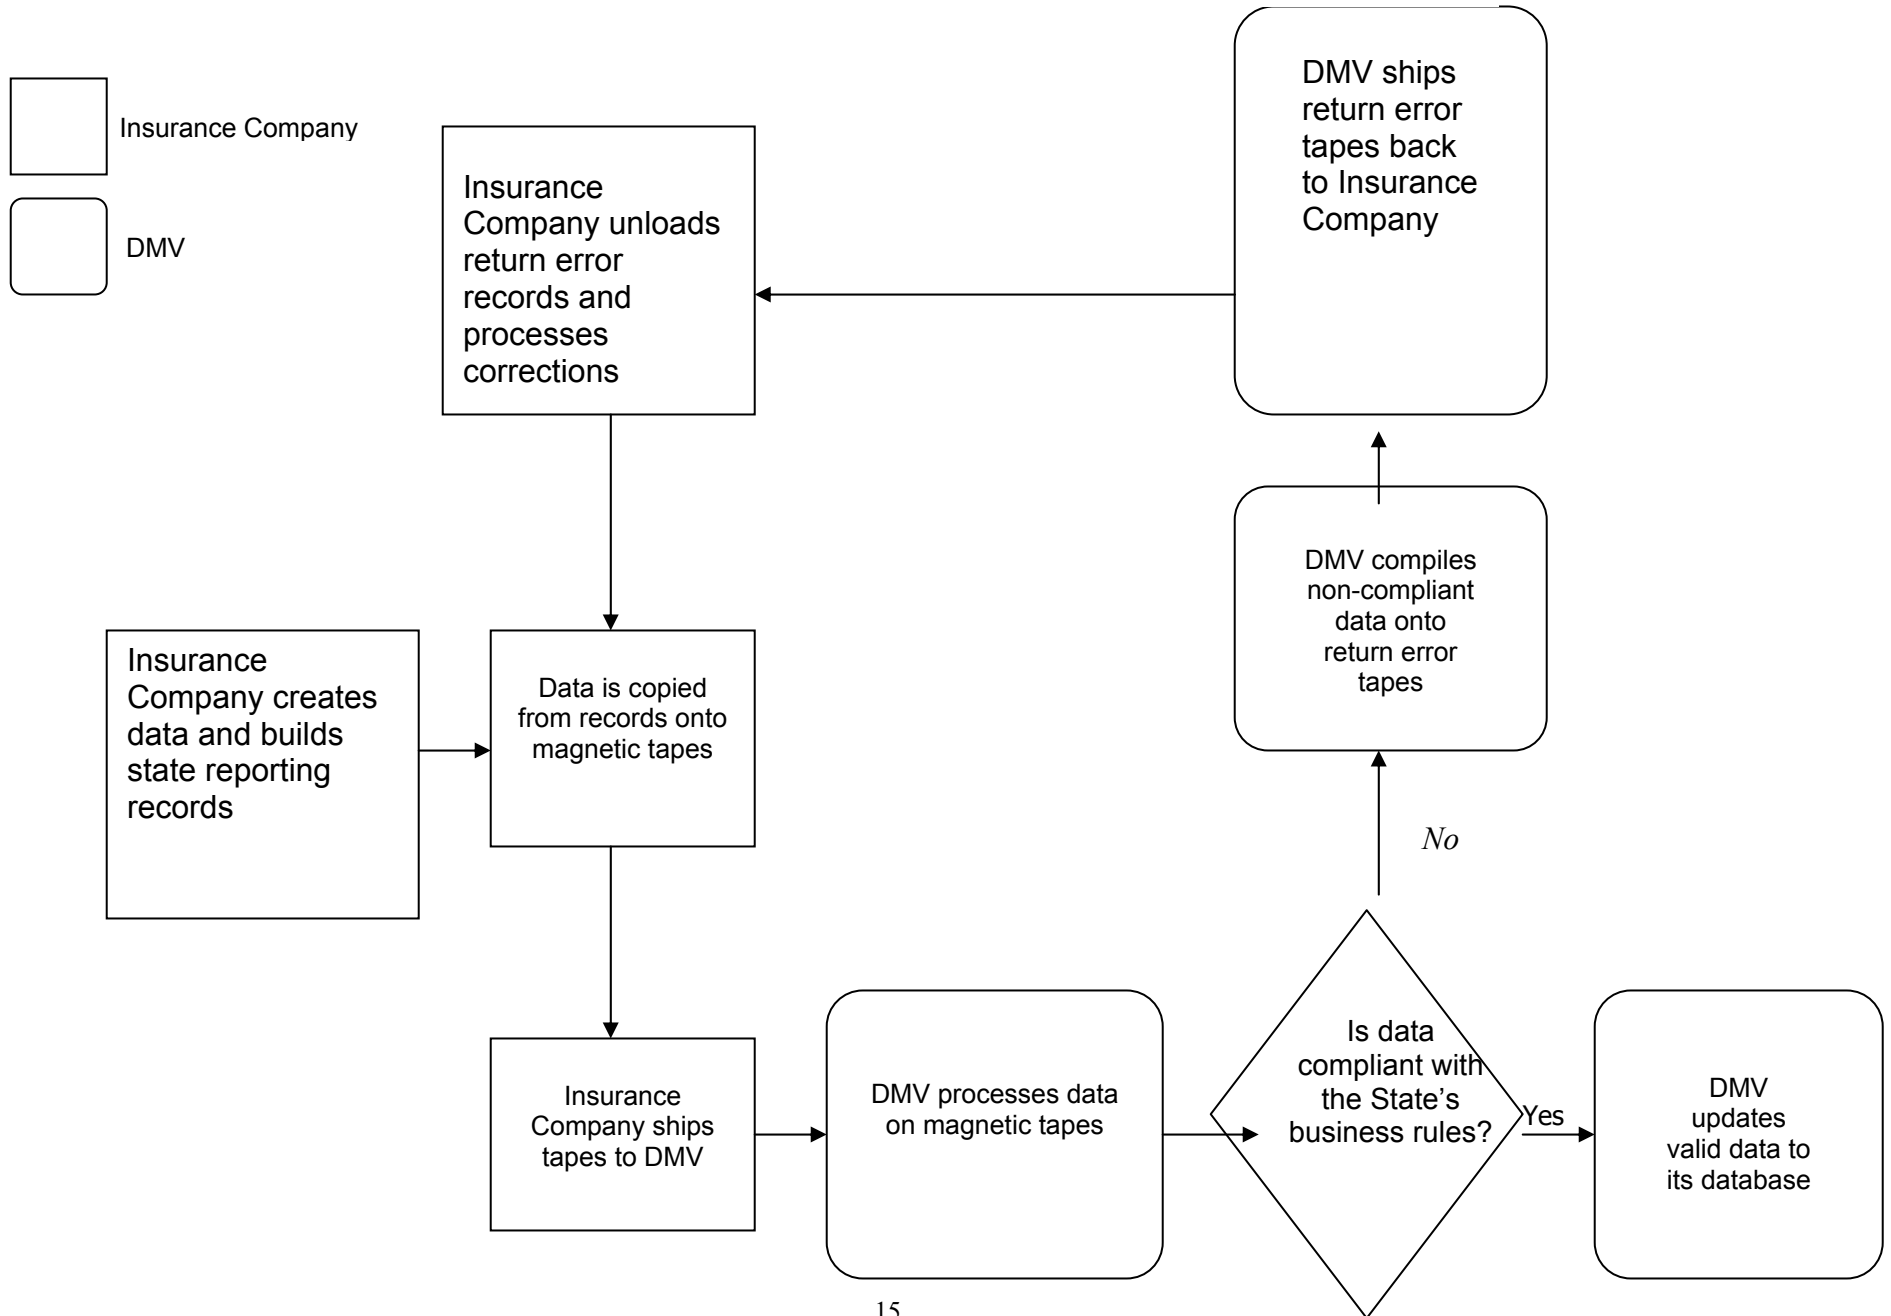 Insurance Company
DMV
DMV ships
return error
tapes back
to Insurance
Company
Insurance
Company unloads
return error
records and
processes
corrections
DMV compiles
non-compliant
data onto
return error
tapes
Insurance
Company creates
data and builds
state reporting
records
Data is copied
from records onto
magnetic tapes
No
Insurance
Company ships
tapes to DMV
DMV processes data
on magnetic tapes
Is data
compliant with
the State’s
business rules?
Yes
DMV
updates
valid data to
its database
15